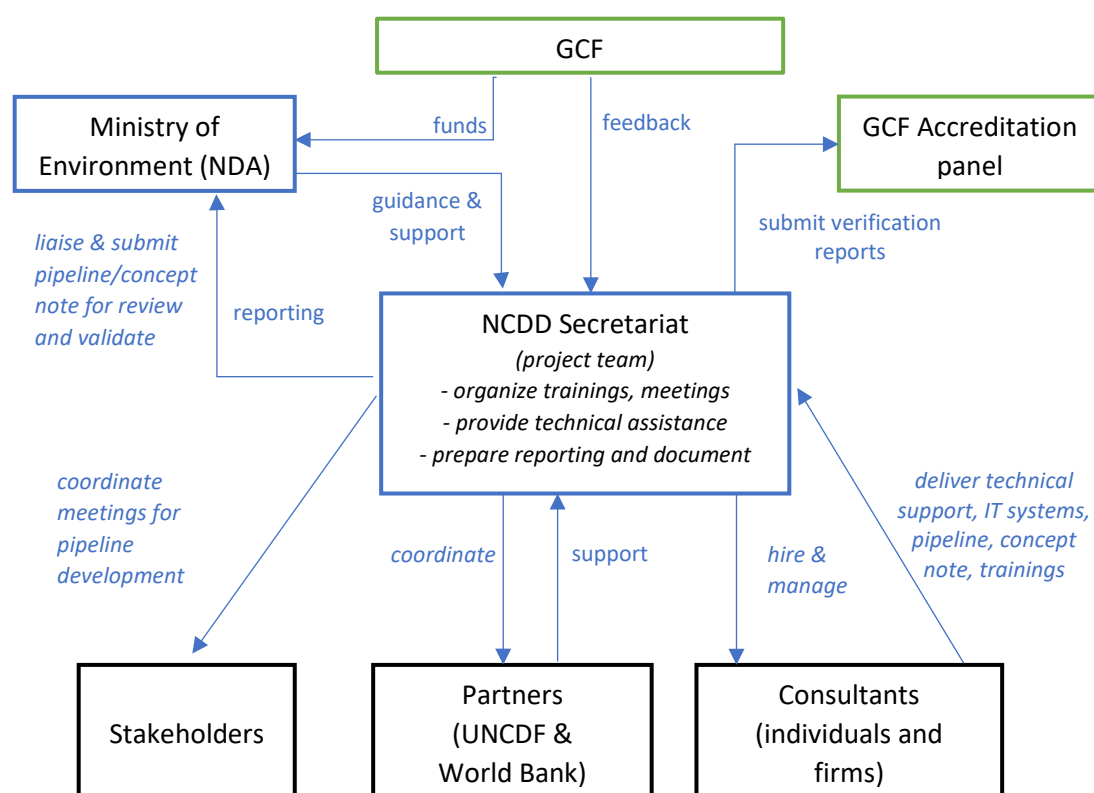 GCF
Ministry of
Environment (NDA)
funds
feedback
GCF Accreditation
panel
guidance &
support
submit verification
reports
liaise & submit
pipeline/concept
note for review
and validate
reporting
NCDD Secretariat
(project team)
- organize trainings, meetings
- provide technical assistance
- prepare reporting and document
coordinate
meetings for
pipeline
development
coordinate
support
hire &
manage
deliver technical
support, IT systems,
pipeline, concept
note, trainings
Stakeholders
Partners
(UNCDF &
World Bank)
Consultants
(individuals and
firms)